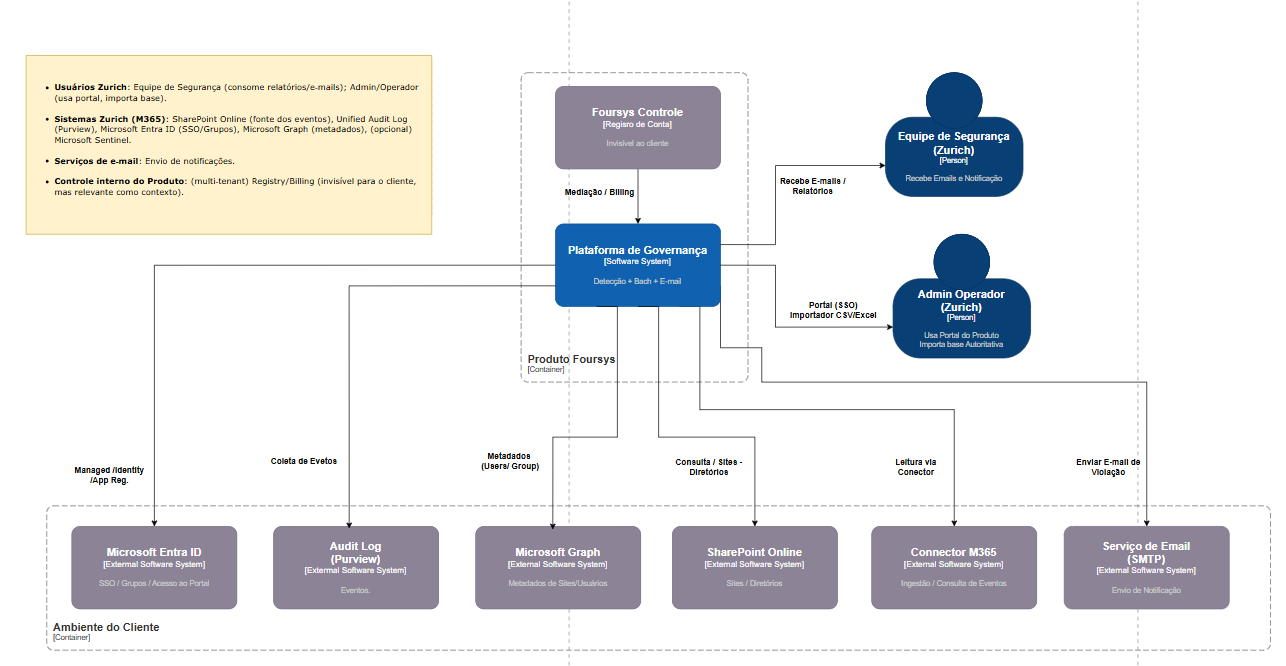 Usuários Zurich: Equipe de Segurança (consome relatórios/e-mails); Admin/Operador
(usa portal, importa base).
Sistemas Zurich (M365): SharePoint Online (fonte dos eventos), Unified Audit Log
(Purview), Microsoft Entra ID (SSO/Grupos), Microsoft Graph (metadados), (opcional)
Microsoft Sentinel.
Serviços de e-mail: Envio de notificações.
Controle interno do Produto: (multi-tenant) Registry/Billing (invisível para o cliente,
mas relevante como contexto).
Foursys Controle
[Regisro de Conta]
Invisível ao cliente
Mediação / Billing
Plataforma de Governança
[Software System]
Detecção + Bach + E-mail
Produto Foursys
[Container]
Recebe E-mails /
Relatórios
Equipe de Segurança
(Zurich)
[Person]
Recebe Emails e Notificação
Portal (SSO)
Importador CSV/Excel
Admin Operador
(Zurich)
[Person]
Usa Portal do Produto
Importa base Autoritativa
Managed /Identity
/App Reg.
Coleta de Evetos
Metadados
(Users/ Group)
Consulta / Sites -
Diretórios
Leitura via
Conector
Enviar E-mail de
Violação
Microsoft Entra ID
[External Software System]
SSO / Grupos / Acesso ao Portal
Audit Log
(Purview)
[External Software System]
Eventos.
Microsoft Graph
[External Software System]
Metadados de Sites/Usuários
SharePoint Online
[External Software System]
Sites / Diretórios
Connector M365
[External Software System]
Ingestão / Consulta de Eventos
Serviço de Email
(SMTP)
[External Software System]
Envio de Notificação
Ambiente do Cliente
[Container]